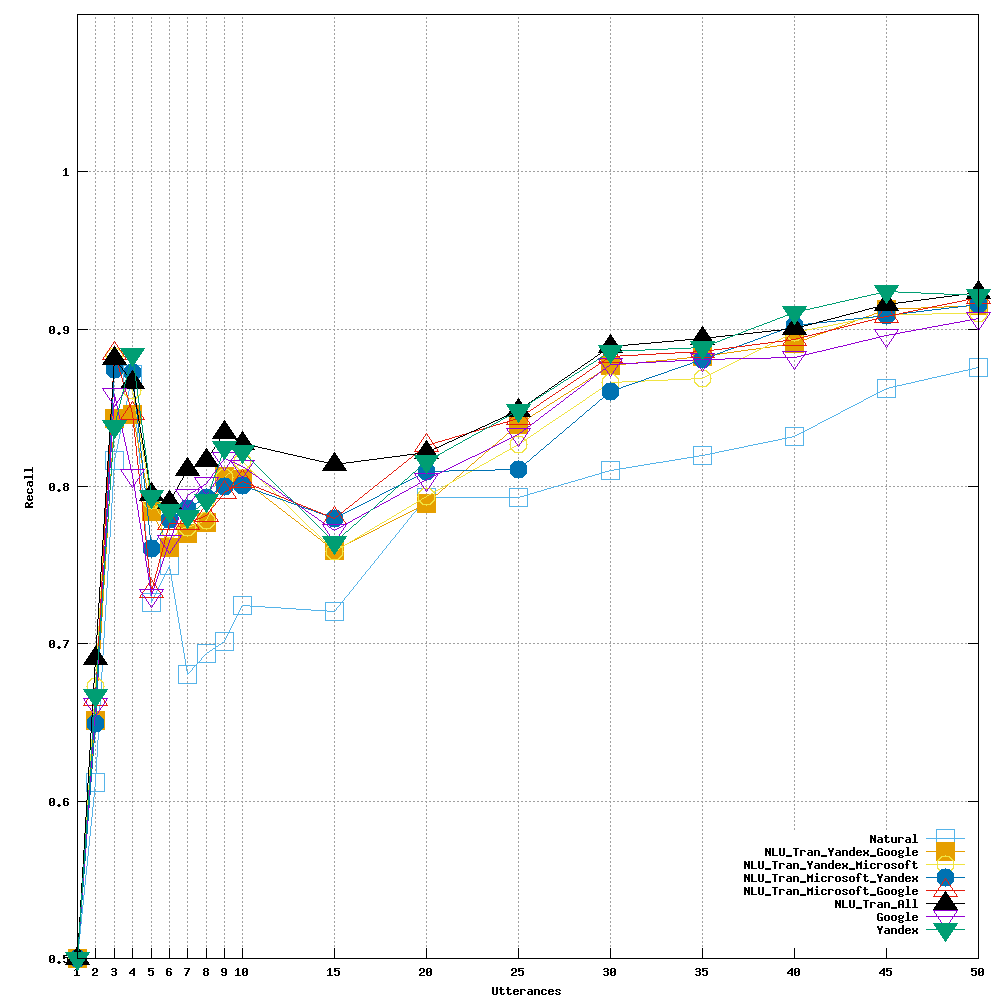 1
0.9
0.8
0.7
0.6
0.5
Recall
Natural
NLU_Tran_Yandex_Google
NLU_Tran_Yandex_Microsoft
NLU_Tran_Microsoft_Yandex
NLU_Tran_Microsoft_Google
NLU_Tran_All
Google
Yandex
1 2 3 4 5 6 7 8 9 10 15 20 25 30 35 40 45 50
Utterances